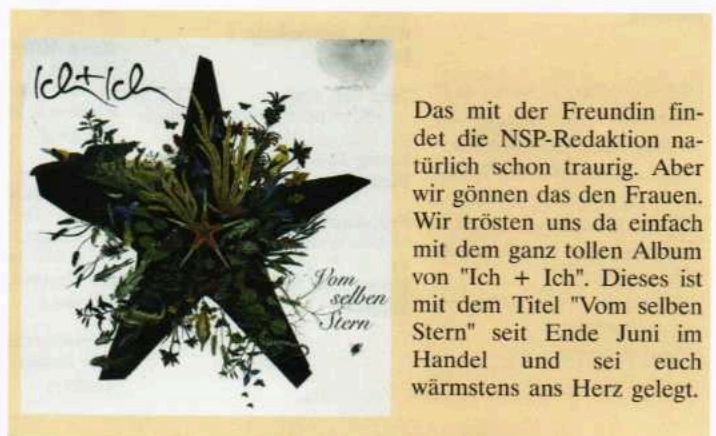 Ich+Ich
Vom
selben
Stern
Das mit der Freundin fin-
det die NSP-Redaktion na-
türlich schon traurig. Aber
wir gönnen das den Frauen.
Wir trösten uns da einfach
mit dem ganz tollen Album
von "Ich + Ich". Dieses ist
mit dem Titel "Vom selben
Stern" seit Ende Juni im
Handel und sei euch
wärmstens ans Herz gelegt.